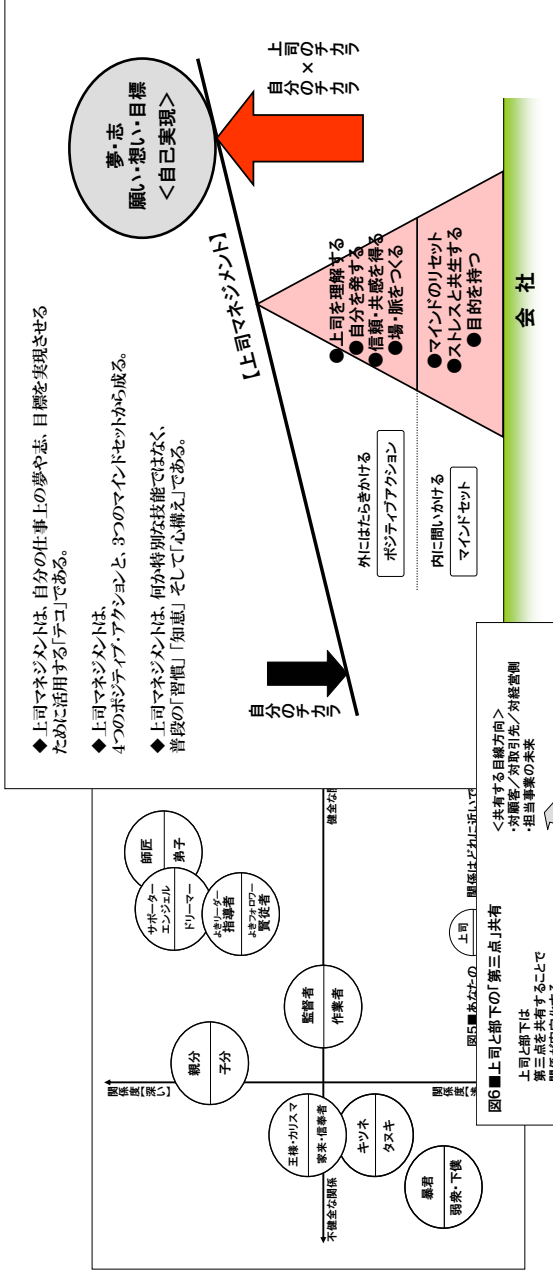 ◆上司マネジメントは、自分の仕事上の夢や志、目標を実現させる
ために活用する「テコ」である。
◆上司マネジメントは、
4つのポジティブ・アクションと、3つのマインドセットから成る。
◆上司マネジメントは、何か特別な技能ではなく、
普段の「習慣」「知恵」そして「心構え」である。
自分のチカラ
【上司マネジメント】
夢・志
願い・想い・目標
＜自己実現＞
上司のチカラ
×
自分のチカラ
外にはたらきかける
ポジティブアクション
内に問いかける
マインドセット
●上司を理解する
●自分を発する
●信頼・共感を得る
●場・脈をつくる
●マインドのリセット
●ストレスと共生する
●目的を持つ
会 社
関係度【深い】
師匠
弟子
サポーター
エンジェル
ドリーマー
よきリーダー
指導者
よきフォロワー
賢従者
親分
子分
監督者
作業者
王様・カリスマ
家来・信奉者
キツネ
タヌキ
暴君
弱衆・下僕
不健全な関係
健全な
関係度
図5■あなたの
関係はどれに近いで
上司
図6■上司と部下の「第三点」共有
上司と部下は
第三点を共有することで
＜共有する目線方向＞
・対顧客／対取引先／対経営側
・担当事業の未来